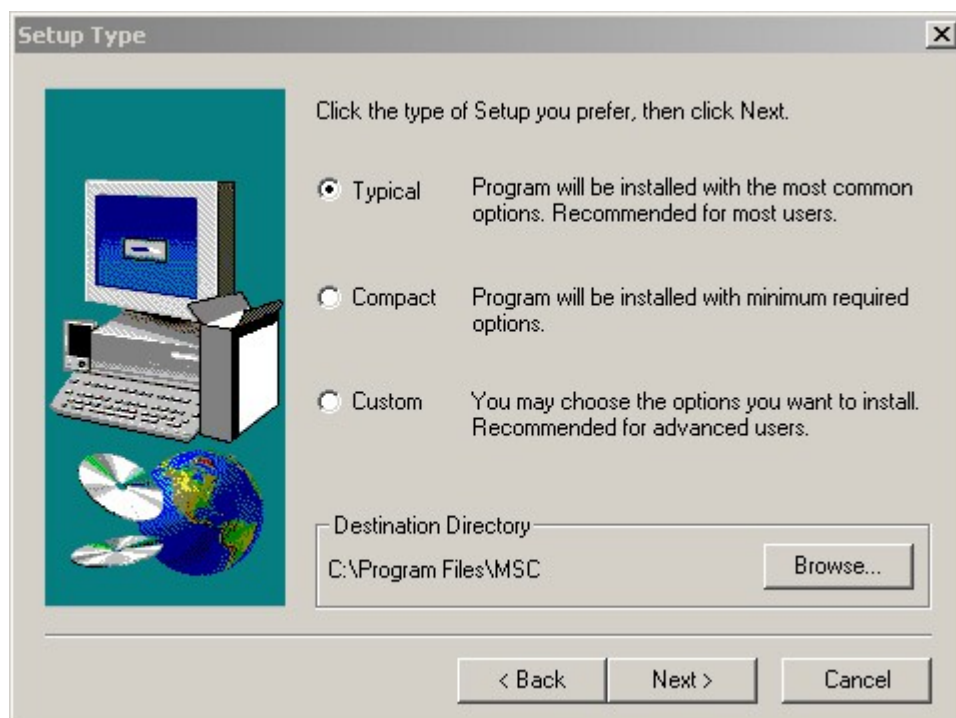 Setup Type
Click the type of Setup you prefer, then click Next.
Typical Program will be installed with the most common
options. Recommended for most users.
Compact Program will be installed with minimum required
options.
Custom You may choose the options you want to install.
Recommended for advanced users.
Destination Directory
C:\Program Files\MSC Browse...
< Back Next > Cancel